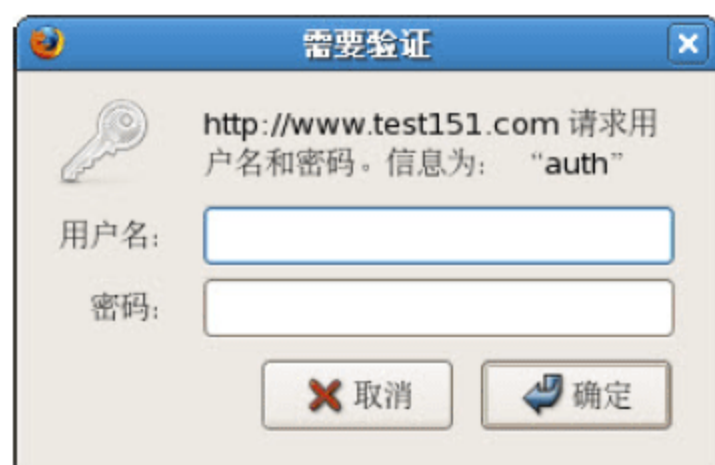 需要验证
http://www.test151.com 请求用
户名和密码。信息为： “auth”
用户名:
密码:
取消
确定